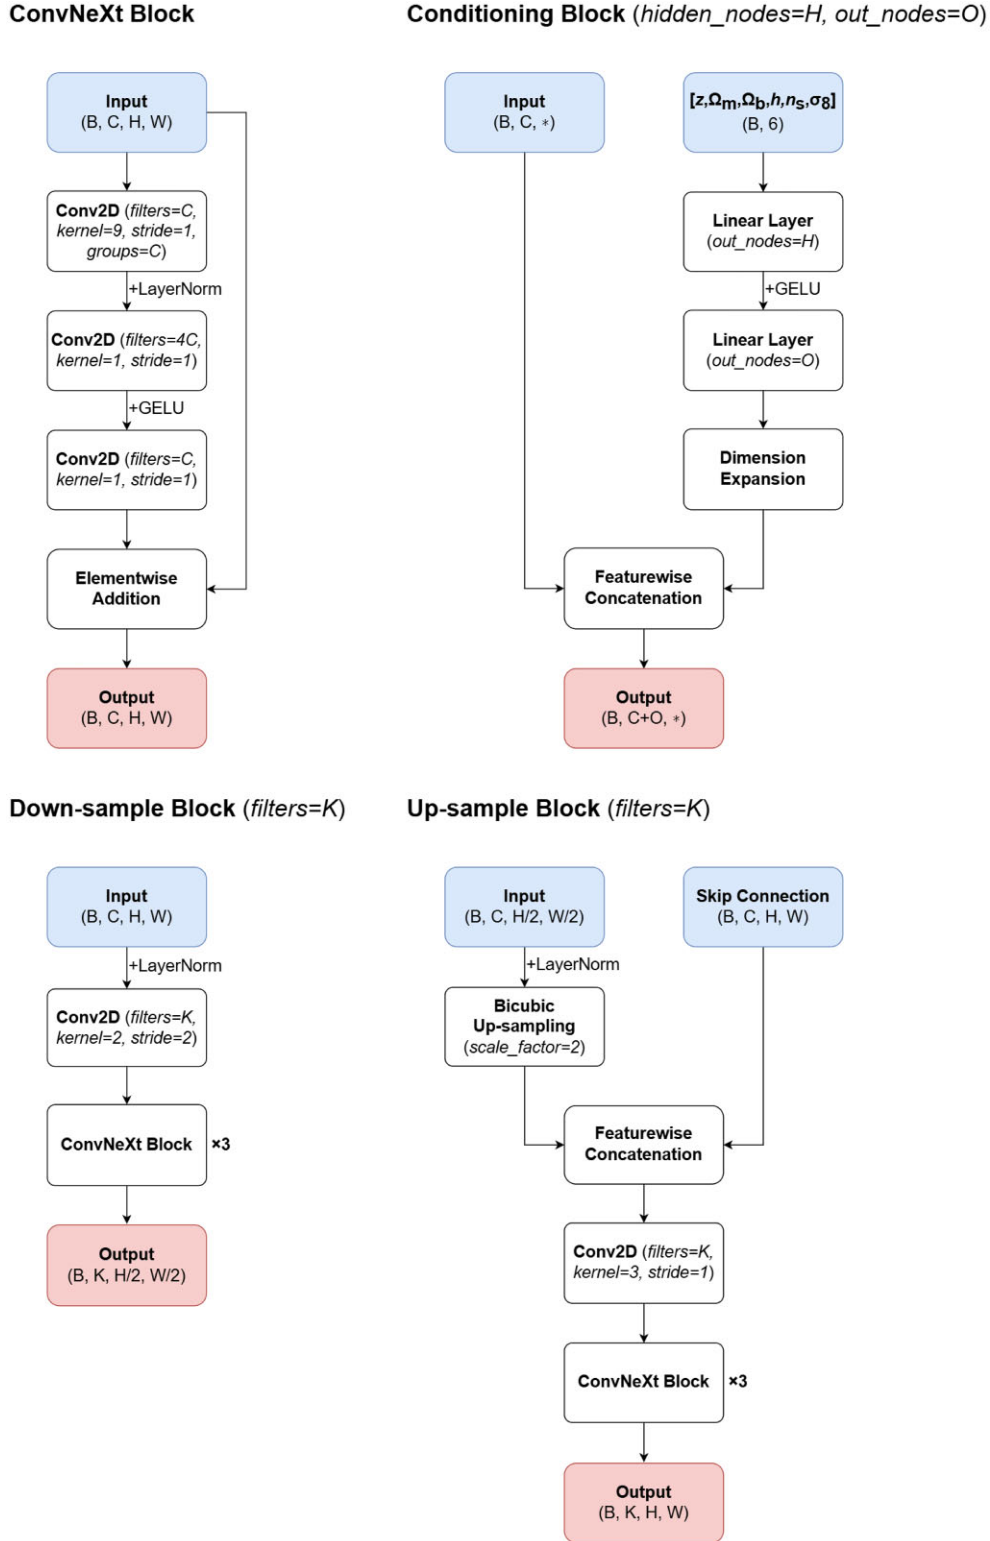 ConvNeXt Block
Input
(B, C, H, W)
Conv2D (filters=C,
kernel=9, stride=1,
groups=C)
+LayerNorm
Conv2D (filters=4C,
kernel=1, stride=1)
+GELU
Conv2D (filters=C,
kernel=1, stride=1)
Elementwise
Addition
Output
(B, C, H, W)
Conditioning Block (hidden_nodes=H, out_nodes=O)
Input
(B, C, *)
[z,Ωm,Ωb,h,ns,σ8]
(B, 6)
Linear Layer
(out_nodes=H)
+GELU
Linear Layer
(out_nodes=O)
Dimension
Expansion
Featurewise
Concatenation
Output
(B, C+O, *)
Down-sample Block (filters=K)
Input
(B, C, H, W)
+LayerNorm
Conv2D (filters=K,
kernel=2, stride=2)
ConvNeXt Block ×3
Output
(B, K, H/2, W/2)
Up-sample Block (filters=K)
Input
(B, C, H/2, W/2)
Skip Connection
(B, C, H, W)
+LayerNorm
Bicubic
Up-sampling
(scale_factor=2)
Featurewise
Concatenation
Conv2D (filters=K,
kernel=3, stride=1)
ConvNeXt Block ×3
Output
(B, K, H, W)